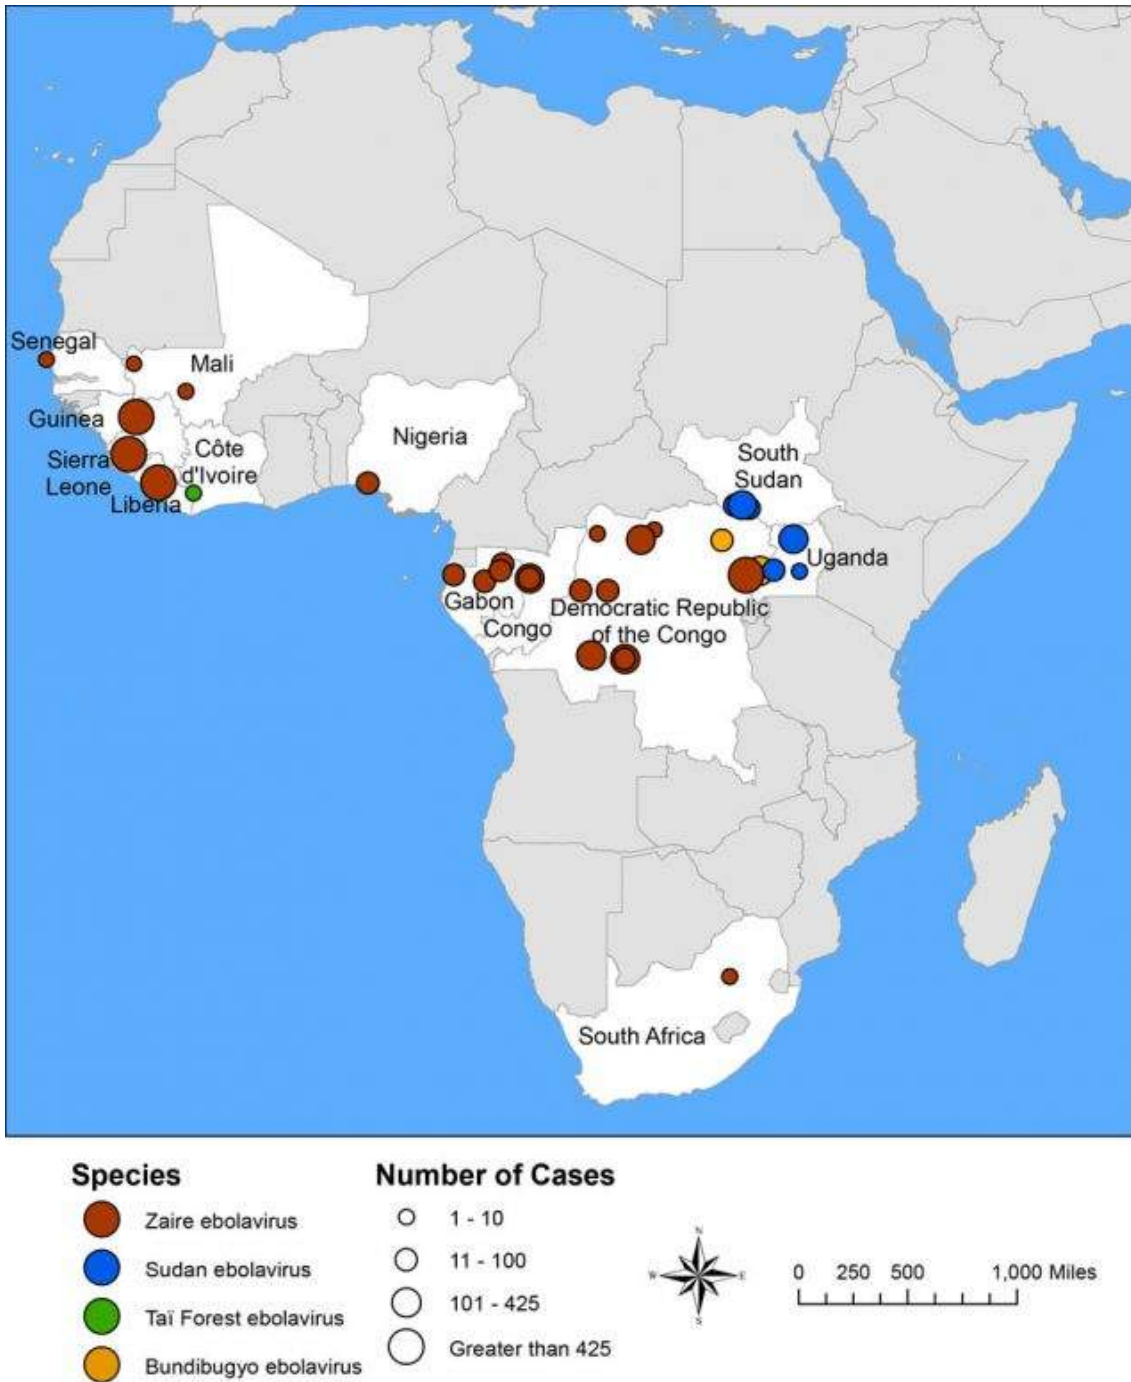 Senegal
Mali
Guinea
Sierra
Leone
Côte
d'Ivoire
Liberia
Nigeria
South
Sudan
Uganda
Gabon
Congo
Democratic Republic
of the Congo
South Africa
Species
Zaire ebolavirus
Sudan ebolavirus
Taï Forest ebolavirus
Bundibugyo ebolavirus
Number of Cases
1 - 10
11 - 100
101 - 425
Greater than 425
N
W E
S
0 250 500 1,000 Miles